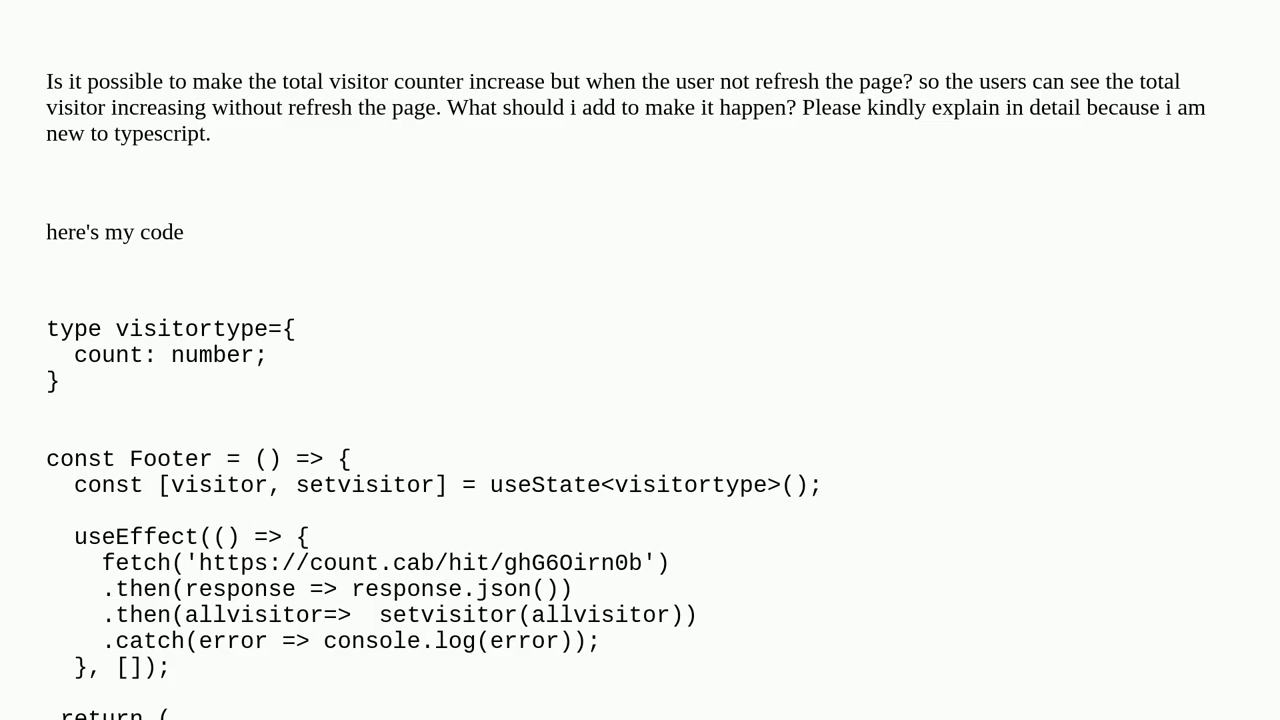 Is it possible to make the total visitor counter increase but when the user not refresh the page? so the users can see the total
visitor increasing without refresh the page. What should i add to make it happen? Please kindly explain in detail because i am
new to typescript.
here's my code
type visitortype={
  count: number;
}
const Footer = () => {
  const [visitor, setvisitor] = useState<visitortype>();
  useEffect(() => {
    fetch('https://count.cab/hit/ghG6Oirn0b')
    .then(response => response.json())
    .then(allvisitor=>  setvisitor(allvisitor))
    .catch(error => console.log(error));
  }, []);
 return (